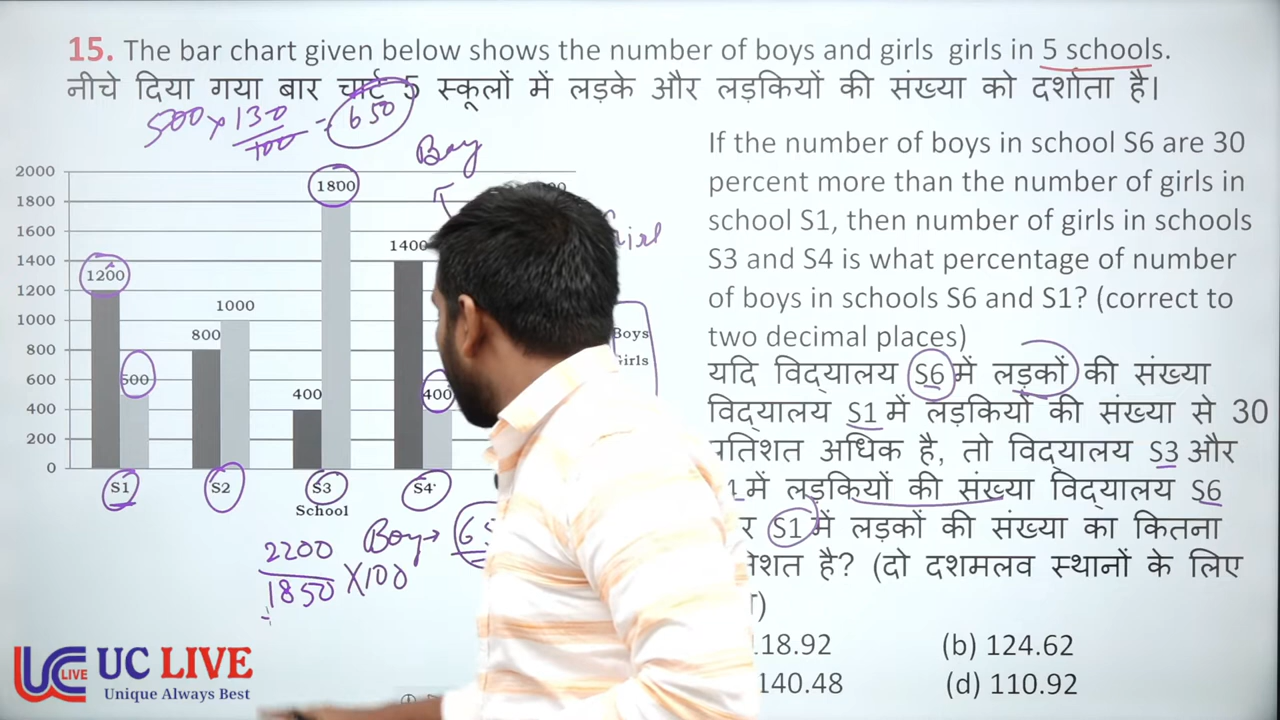 15. The bar chart given below shows the number of boys and girls girls in 5 schools.
नीचे दिया गया बार चार्ट 5 स्कूलों में लड़के और लड़कियों की संख्या को दर्शाता है।
500 × 130 / 100 = 650
Boy
If the number of boys in school S6 are 30
percent more than the number of girls in
school S1, then number of girls in schools
S3 and S4 is what percentage of number
of boys in schools S6 and S1? (correct to
two decimal places)
यदि विद्यालय S6 में लड़कों की संख्या
विद्यालय S1 में लड़कियों की संख्या से 30
अधिक है, तो विद्यालय S3 और
में लड़कियों की संख्या विद्यालय S6
S1 में लड़कों की संख्या का कितना
है? (दो दशमलव स्थानों के लिए
118.92
(b) 124.62
140.48
(d) 110.92
2000
1800
1600
1400
1200
1000
800
600
400
200
0
1200
500
800
1000
400
1800
1400
400
S1
S2
S3
S4
School
Boys
Girls
Boy → 65
2200 / 1850 × 100
UC LIVE
LIVE
Unique Always Best